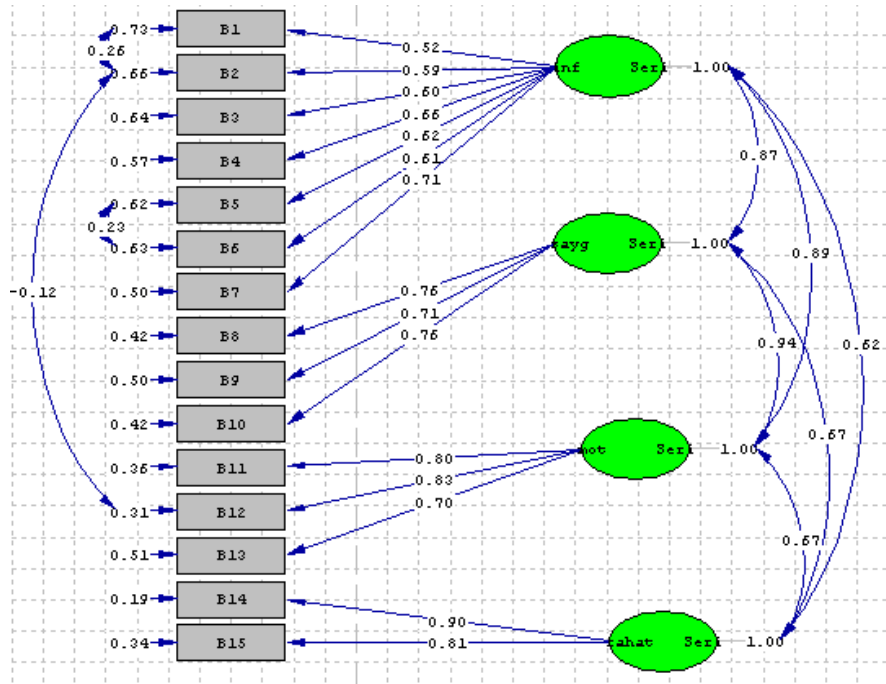 0.73 B1
0.26
0.52
0.66 B2
0.59
inf Seri 1.00
0.60
0.64 B3
0.66
0.62
0.57 B4
0.61
0.87
0.71
0.62 B5
0.23
0.63 B6
sayg Seri 1.00
0.89
-0.12
0.50 B7
0.76
0.71
0.42 B8
0.76
0.94
0.62
0.50 B9
0.42 B10
0.67
0.36 B11
0.80
mot Seri 1.00
0.83
0.70
0.31 B12
0.67
0.51 B13
0.19 B14
0.90
0.34 B15
0.81
rahat Seri 1.00